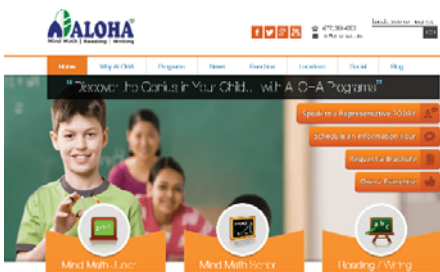 ALOHA
Mind Math | Reading | Writing
Home Why ALOHA Programs News Franchise Locations Social Blog
"Discover the Genius in Your Child... with ALOHA Programs"
Speak to a Representative TODAY
Schedule an Information Tour
Request a Brochure
Own a Franchise
abc
Mind Math Junior
Mind Math Senior
Reading / Writing